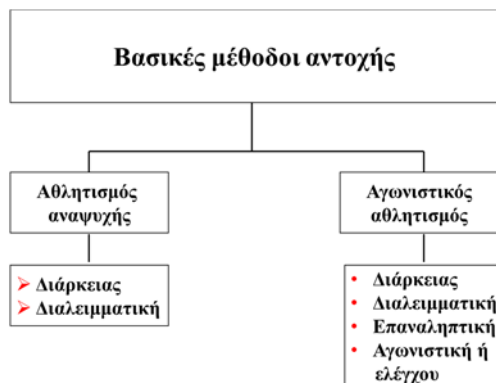 Βασικές μέθοδοι αντοχής
Αθλητισμός
αναψυχής
Διάρκειας
Διαλειμματική
Αγωνιστικός
αθλητισμός
Διάρκειας
Διαλειμματική
Επαναληπτική
Αγωνιστική ή
ελέγχου